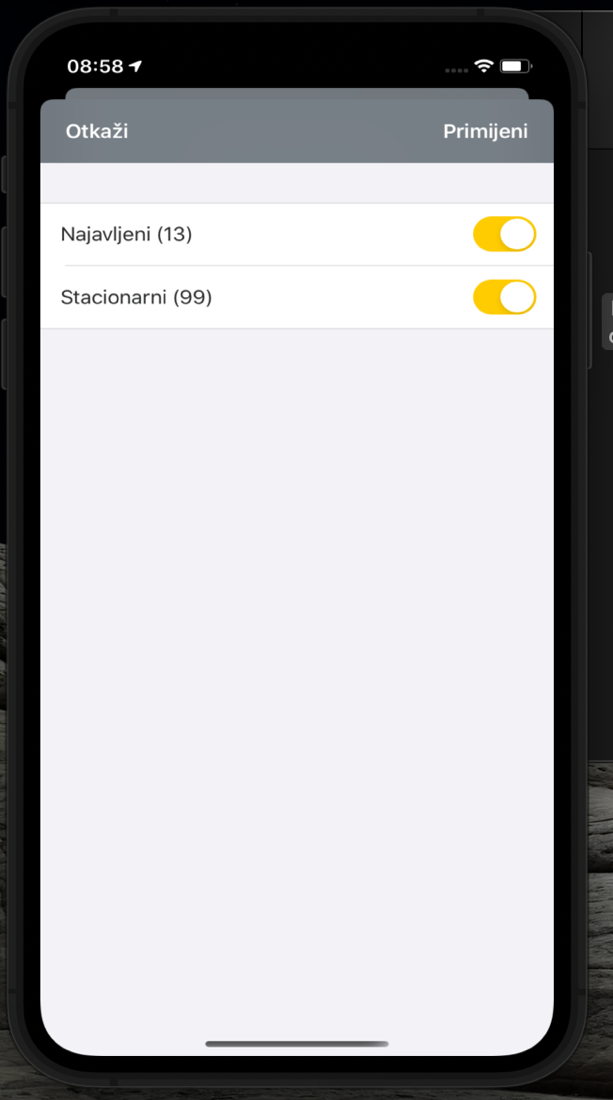 08:58
Otkaži Primijeni
Najavljeni (13)
Stacionarni (99)